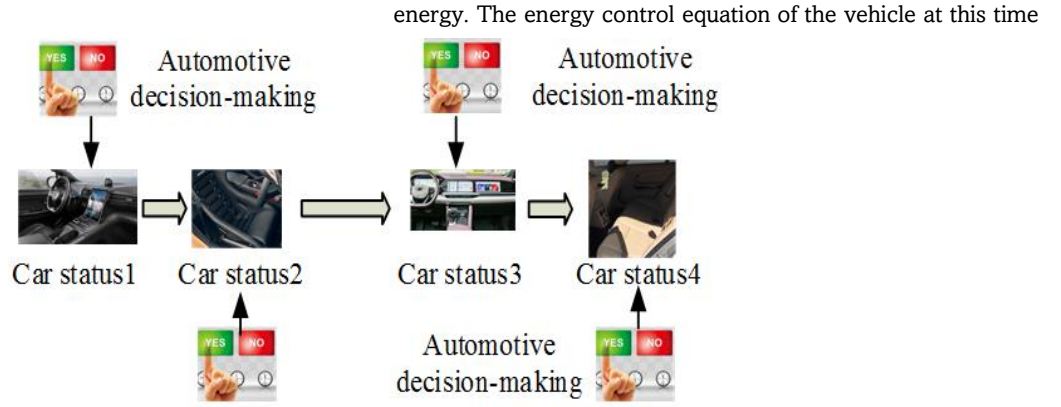 energy. The energy control equation of the vehicle at this time
YES NO
Automotive
decision-making
YES NO
Automotive
decision-making
Car status1
Car status2
Car status3
Car status4
YES NO
Automotive
decision-making
YES NO